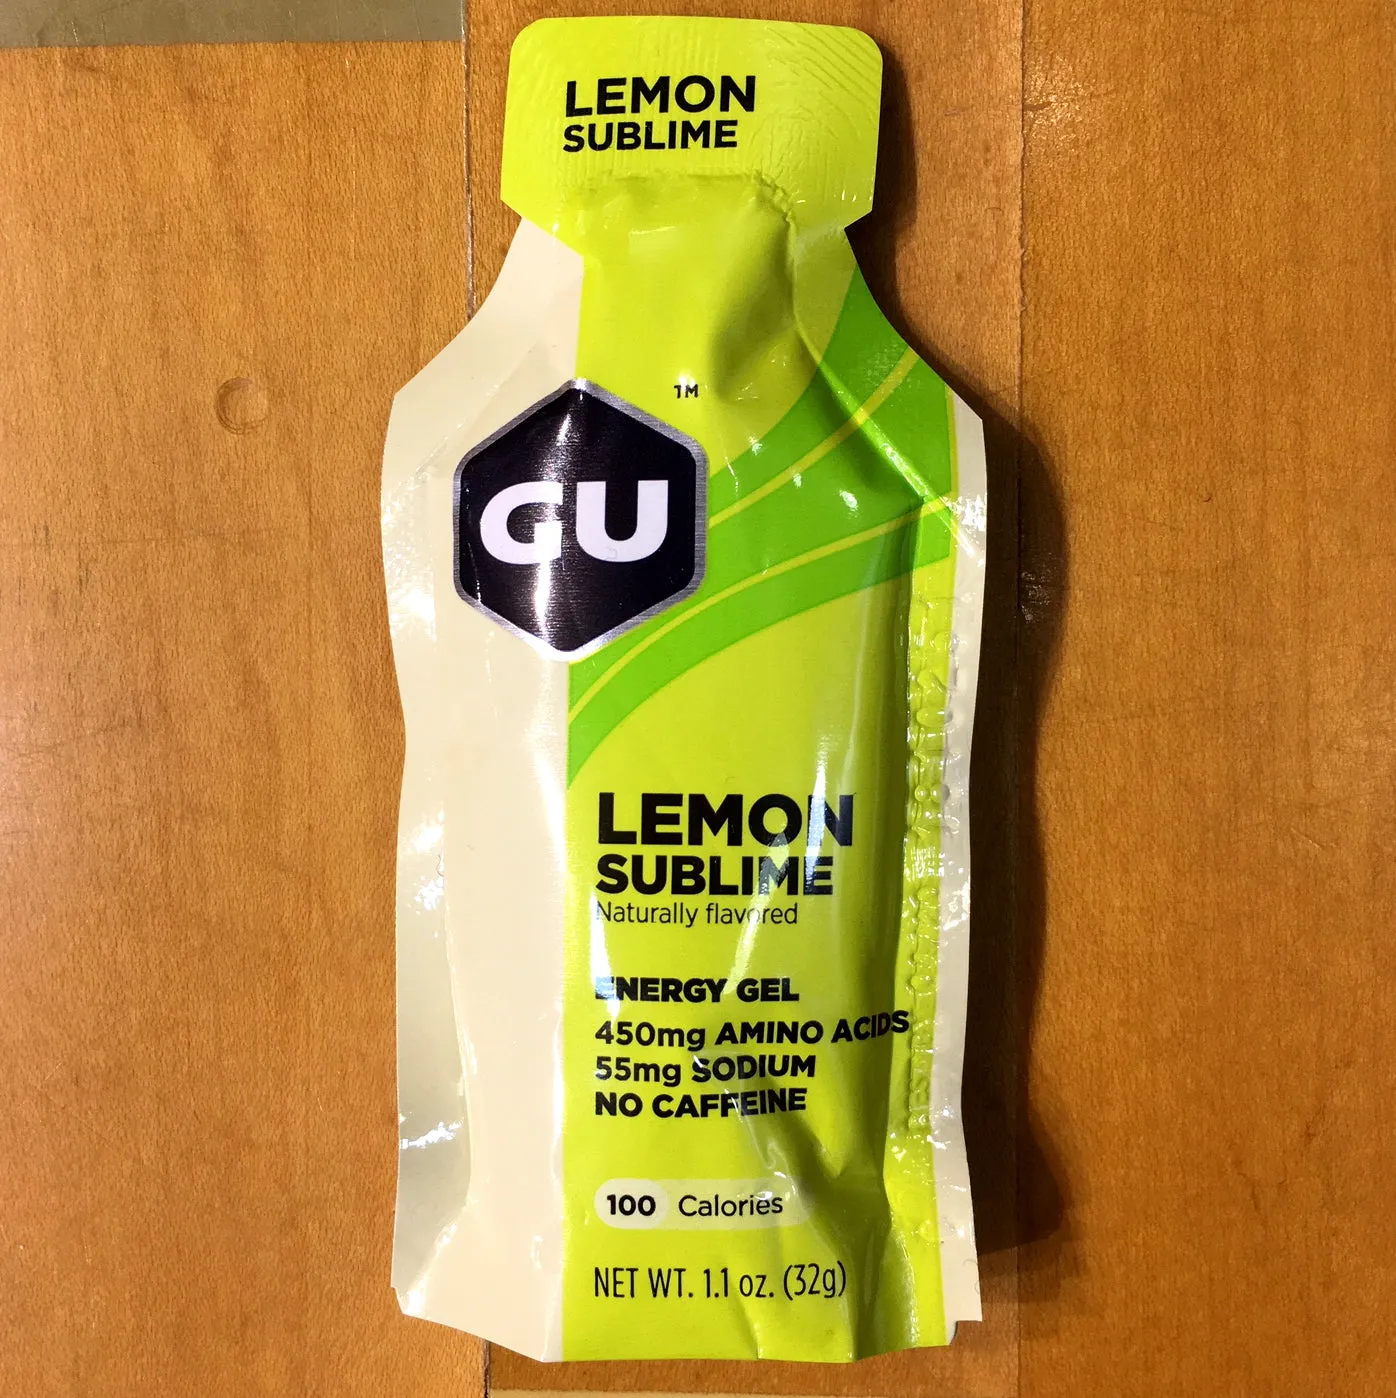 LEMON
SUBLIME
TM
GU
LEMON
SUBLIME
Naturally flavored
ENERGY GEL
450mg AMINO ACIDS
55mg SODIUM
NO CAFFEINE
100 Calories
NET WT. 1.1 oz. (32g)